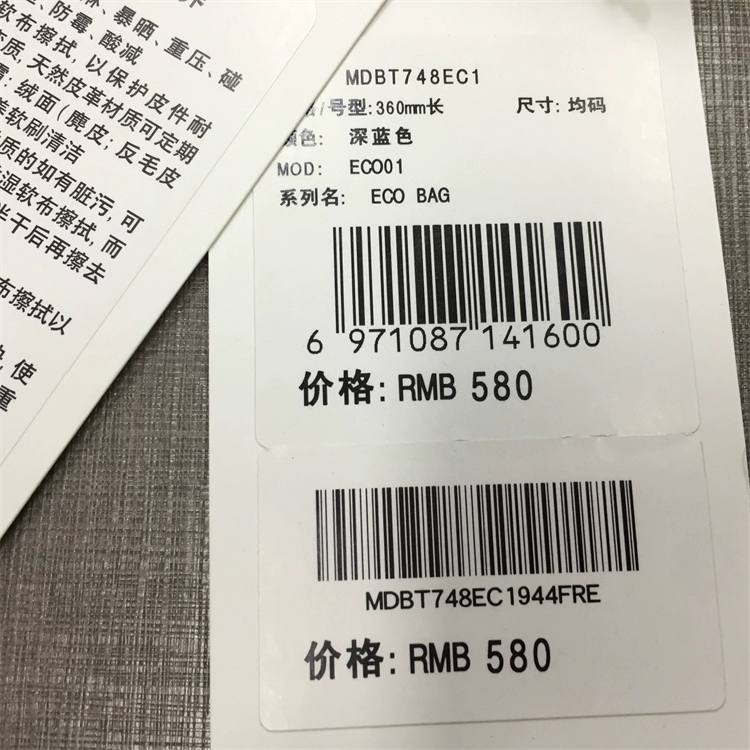 、暴晒、重压、碰
、防霉、酸减
软布擦拭, 以保护皮件耐
质, 天然皮革材质可定期
, 绒面(麂皮; 反毛皮
软刷清洁
质的如有脏污, 可
湿软布擦拭, 而
干后再擦去
布擦拭以
, 使
重
MDBT748EC1
/号型:360mm长 尺寸: 均码
颜色: 深蓝色
MOD: ECO01
系列名: ECO BAG
6 971087 141600
价格: RMB 580
MDBT748EC1944FRE
价格: RMB 580